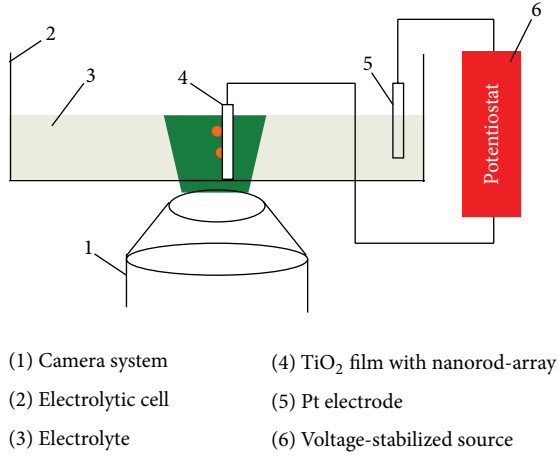 6
2
3
4
5
Potentiostat
1
(1) Camera system
(2) Electrolytic cell
(3) Electrolyte
(4) TiO₂ film with nanorod-array
(5) Pt electrode
(6) Voltage-stabilized source